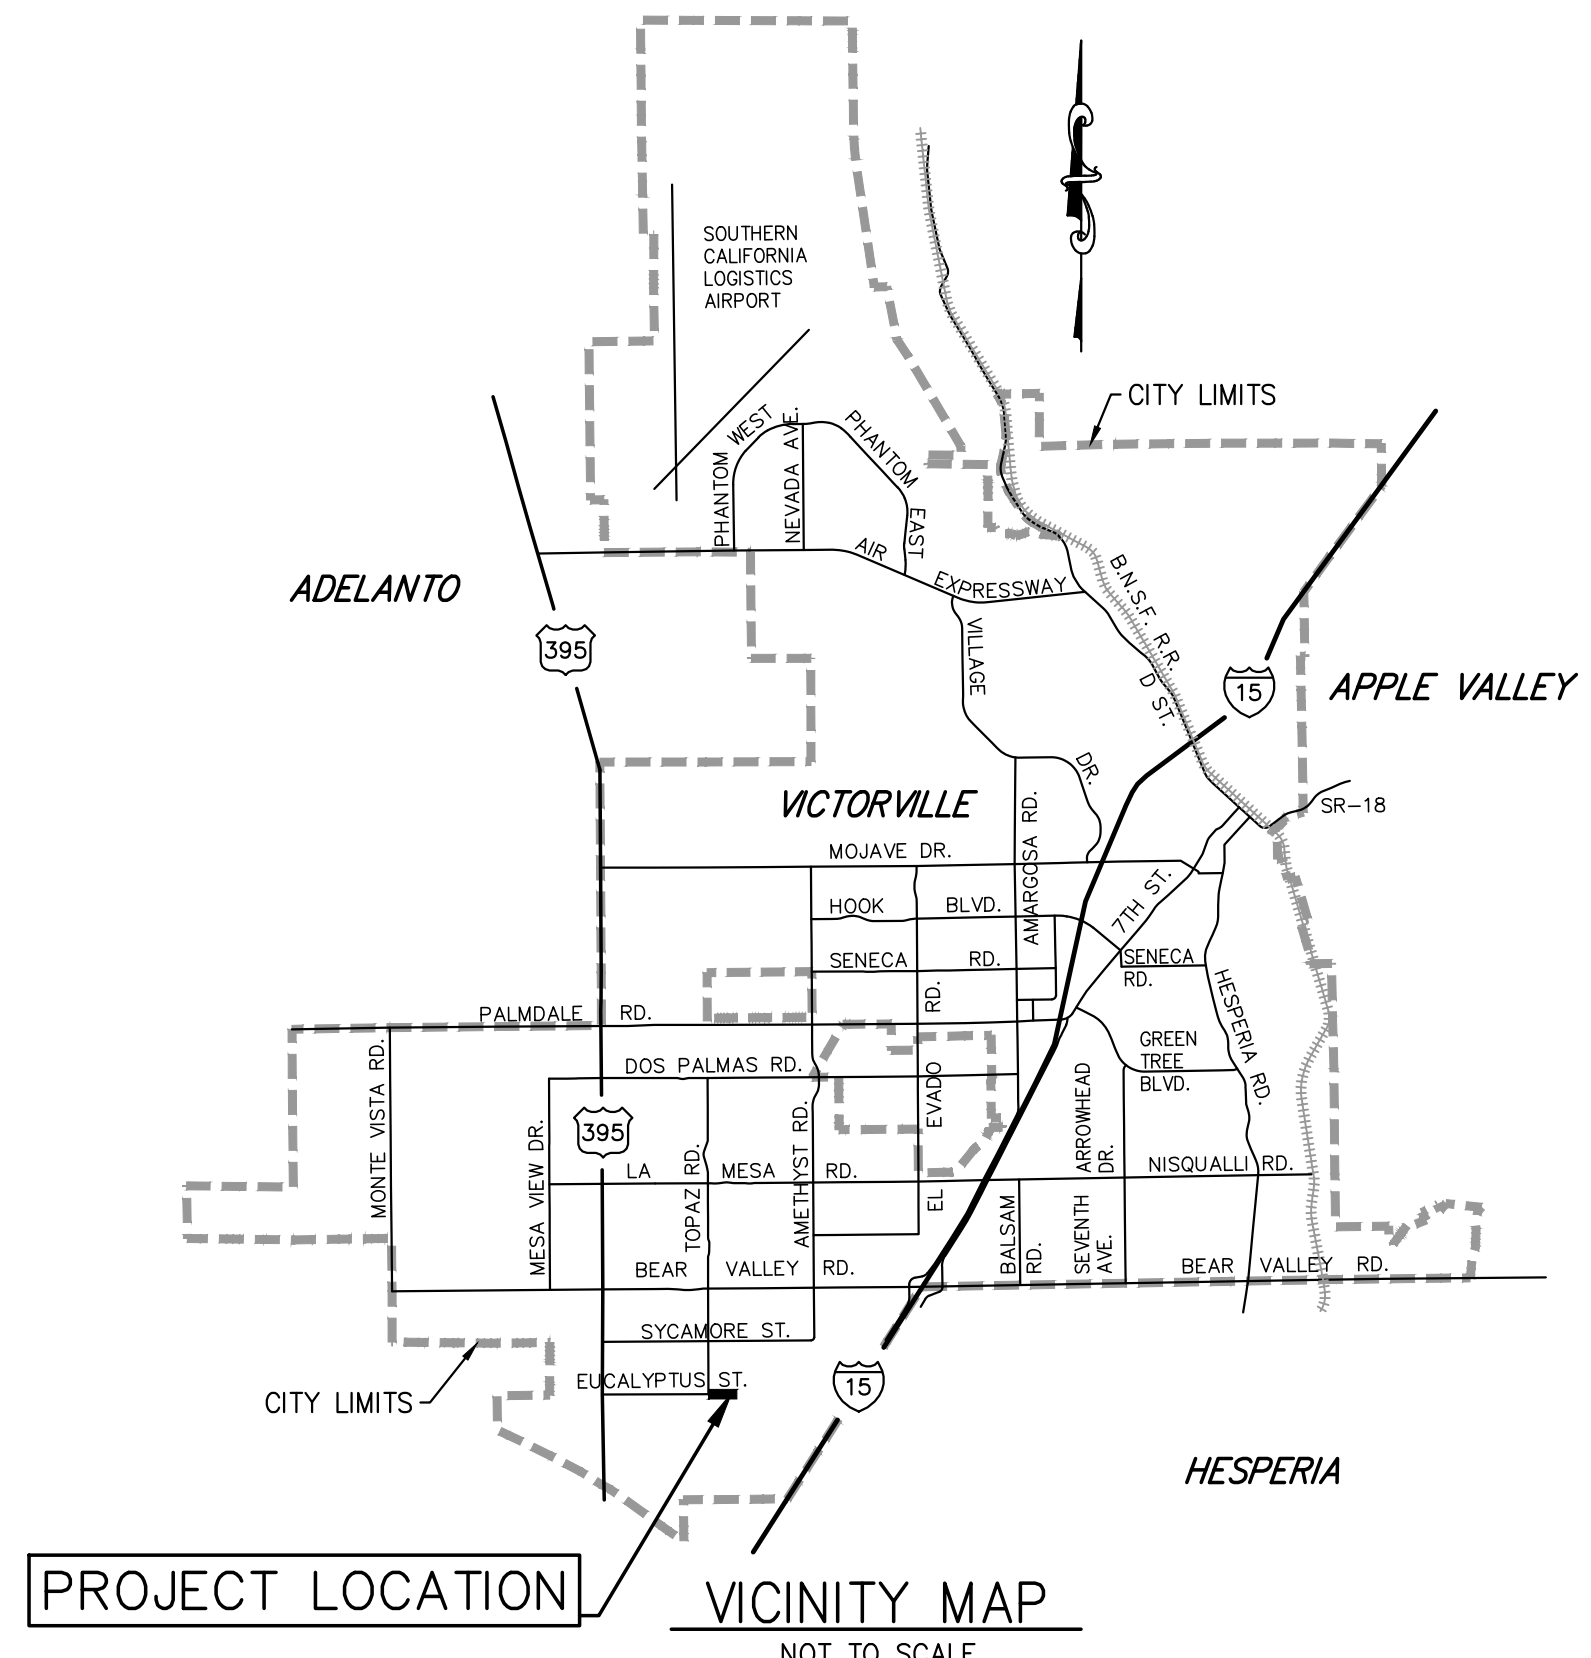 SOUTHERN
CALIFORNIA
LOGISTICS
AIRPORT
CITY LIMITS
PHANTOM WEST
NEVADA AVE.
PHANTOM EAST
AIR EXPRESSWAY
ADELANTO
395
VILLAGE DR.
B.N.S.F. R.R.
D ST.
15
APPLE VALLEY
SR-18
VICTORVILLE
MOJAVE DR.
AMARGOSA RD.
HOOK BLVD.
7TH ST.
SENECA RD.
SENECA
RD.
HESPERIA RD.
PALMDALE RD.
GREEN
TREE
BLVD.
DOS PALMAS RD.
EL EVADO RD.
MONTE VISTA RD.
MESA VIEW DR.
395
TOPAZ RD.
AMETHYST RD.
ARROWHEAD
DR.
LA MESA RD.
NISQUALLI RD.
BALSAM
RD.
SEVENTH
AVE.
BEAR VALLEY RD.
BEAR VALLEY RD.
SYCAMORE ST.
EUCALYPTUS ST.
15
CITY LIMITS
HESPERIA
PROJECT LOCATION
VICINITY MAP
NOT TO SCALE